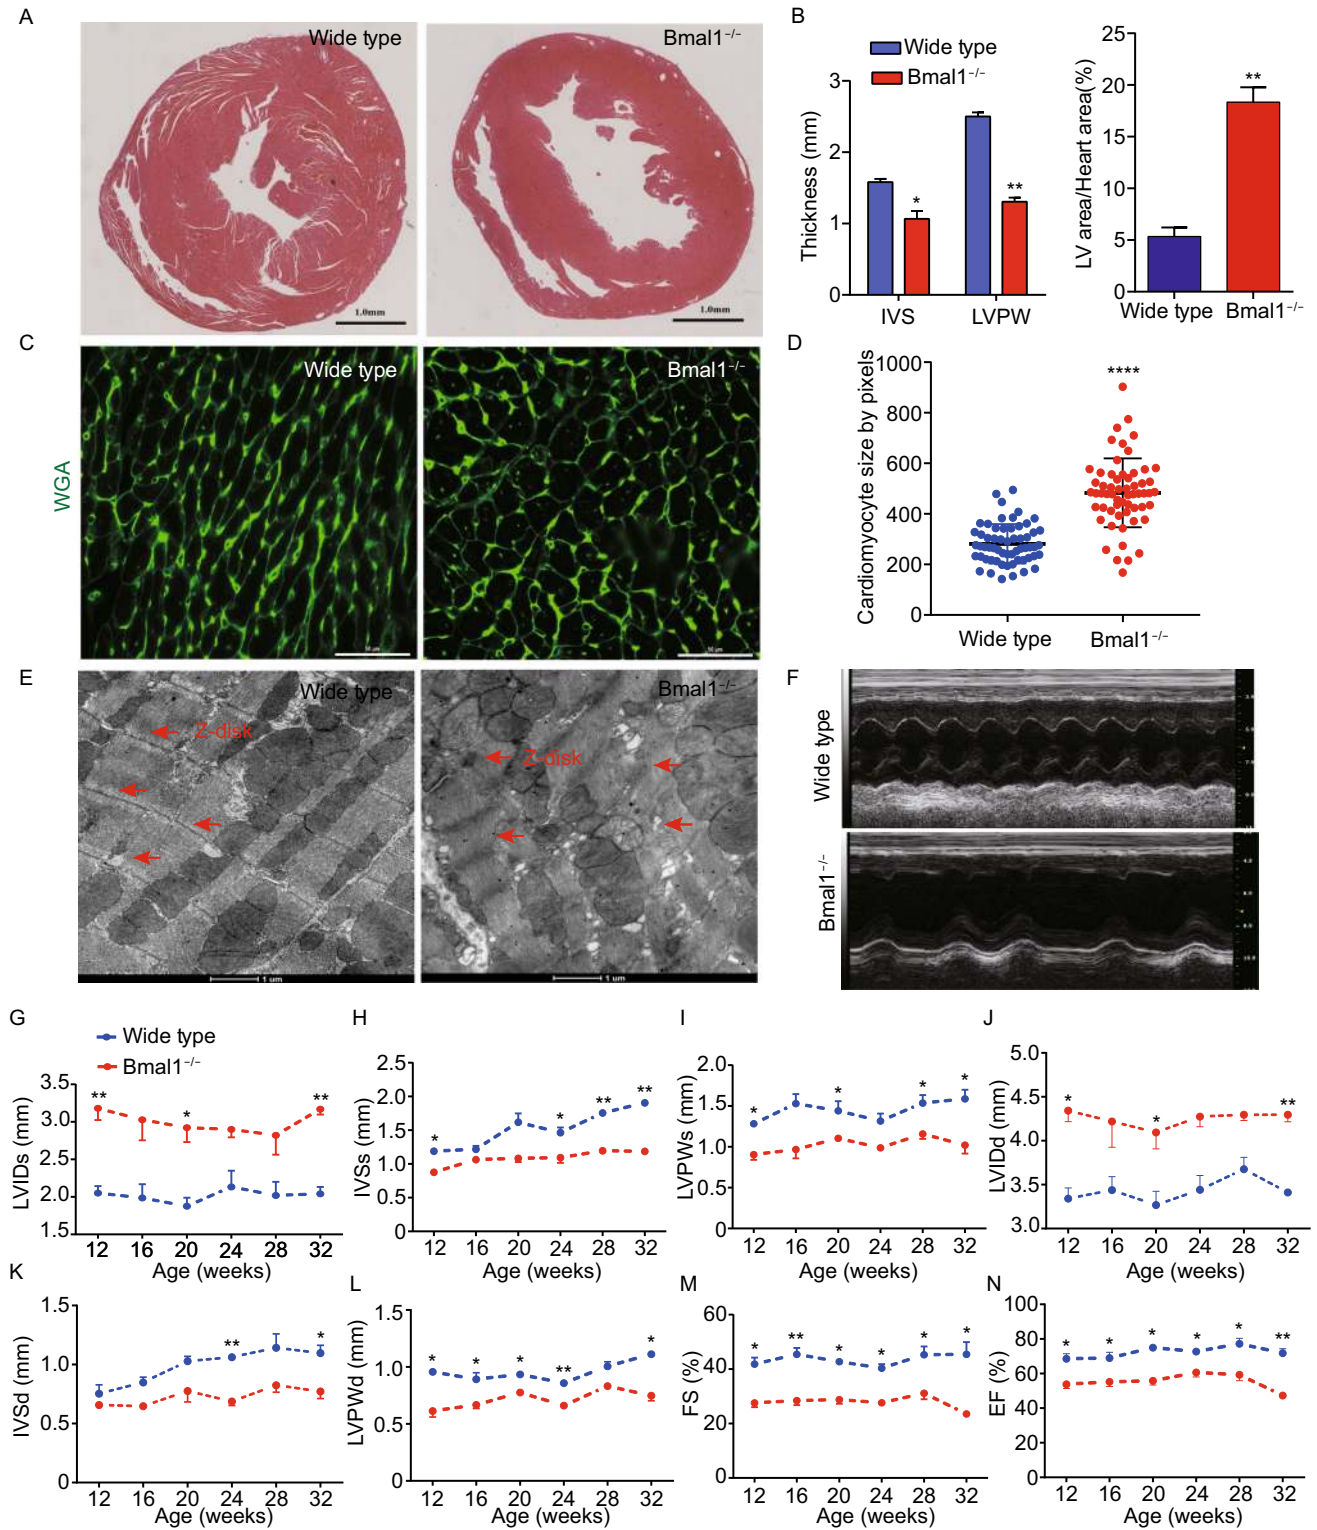 A
Wide type
Bmal1⁻/⁻
1.0mm
1.0mm
B
Wide type
Bmal1⁻/⁻
Thickness (mm)
3
2
1
0
*
**
IVS
LVPW
LV area/Heart area(%)
25
20
15
10
5
0
**
Wide type
Bmal1⁻/⁻
C
WGA
Wide type
Bmal1⁻/⁻
D
Cardiomyocyte size by pixels
1000
800
600
400
200
0
****
Wide type
Bmal1⁻/⁻
E
Wide type
Z-disk
1 um
Bmal1⁻/⁻
Z-disk
1 um
F
Wide type
Bmal1⁻/⁻
G
Wide type
Bmal1⁻/⁻
LVIDs (mm)
3.5
3.0
2.5
2.0
1.5
** * **
12 16 20 24 28 32
Age (weeks)
H
IVSs (mm)
2.5
2.0
1.5
1.0
0.5
0
* * ** **
12 16 20 24 28 32
Age (weeks)
I
LVPWs (mm)
2.0
1.5
1.0
0.5
0
* * * *
12 16 20 24 28 32
Age (weeks)
J
LVIDd (mm)
5.0
4.5
4.0
3.5
3.0
* * **
12 16 20 24 28 32
Age (weeks)
K
IVSd (mm)
1.5
1.0
0.5
0
** *
12 16 20 24 28 32
Age (weeks)
L
LVPWd (mm)
1.5
1.0
0.5
0
* * * ** *
12 16 20 24 28 32
Age (weeks)
M
FS (%)
60
40
20
0
* ** * * * *
12 16 20 24 28 32
Age (weeks)
N
EF (%)
100
80
60
40
20
0
* * * * * **
12 16 20 24 28 32
Age (weeks)